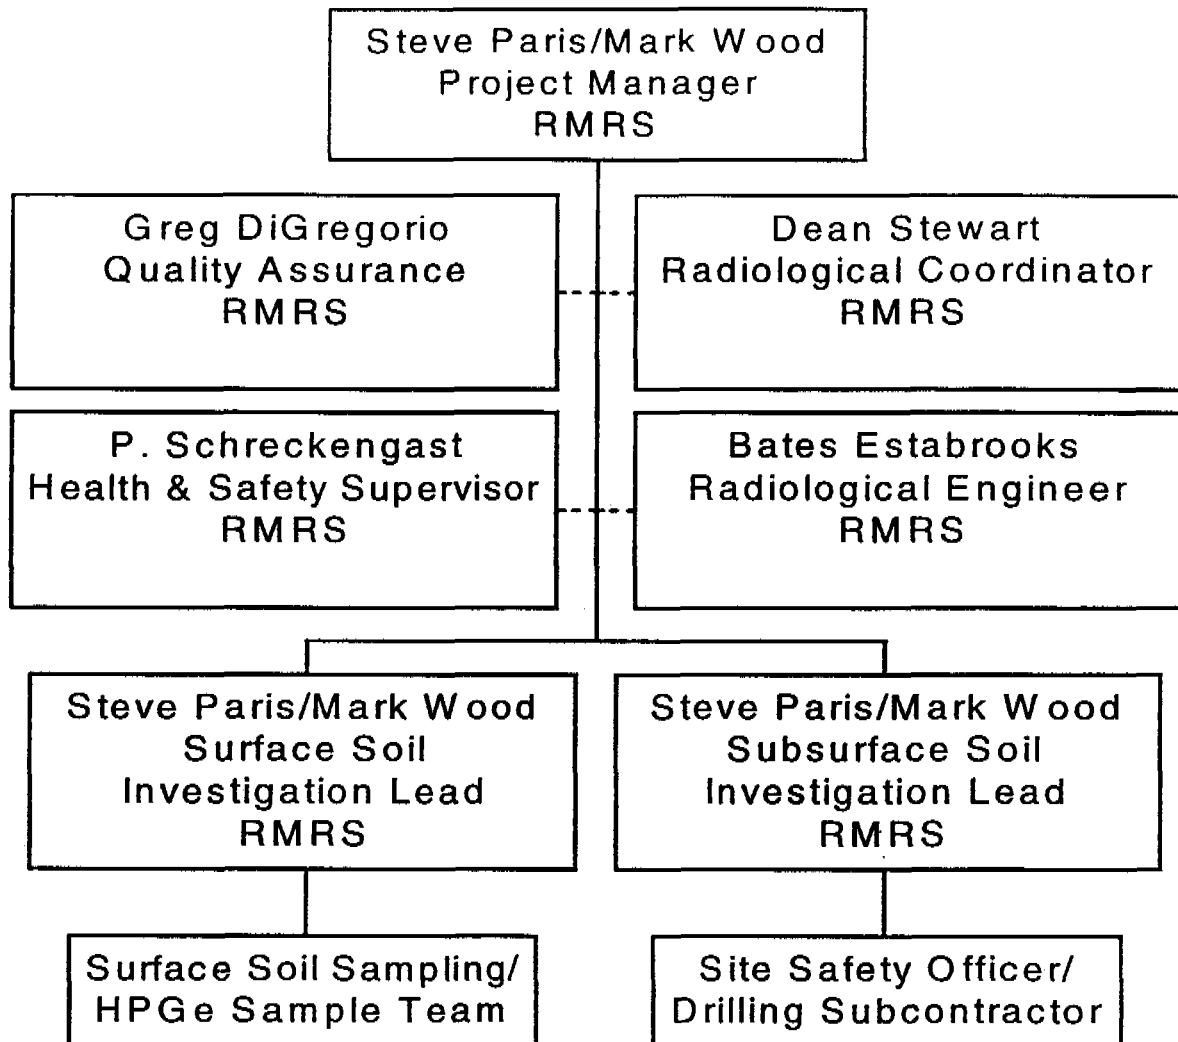 Steve Paris/Mark Wood
Project Manager
RMRS
Greg DiGregorio
Quality Assurance
RMRS
Dean Stewart
Radiological Coordinator
RMRS
P. Schreckengast
Health & Safety Supervisor
RMRS
Bates Estabrooks
Radiological Engineer
RMRS
Steve Paris/Mark Wood
Surface Soil
Investigation Lead
RMRS
Steve Paris/Mark Wood
Subsurface Soil
Investigation Lead
RMRS
Surface Soil Sampling/
HPGe Sample Team
Site Safety Officer/
Drilling Subcontractor